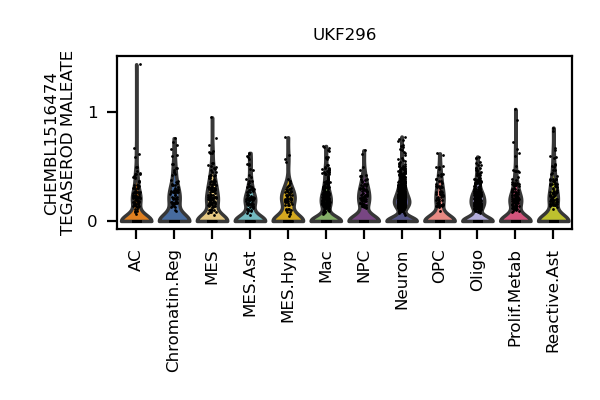 UKF296
CHEMBL1516474
TEGASEROD MALEATE
1
0
AC
Chromatin.Reg
MES
MES.Ast
MES.Hyp
Mac
NPC
Neuron
OPC
Oligo
Prolif.Metab
Reactive.Ast